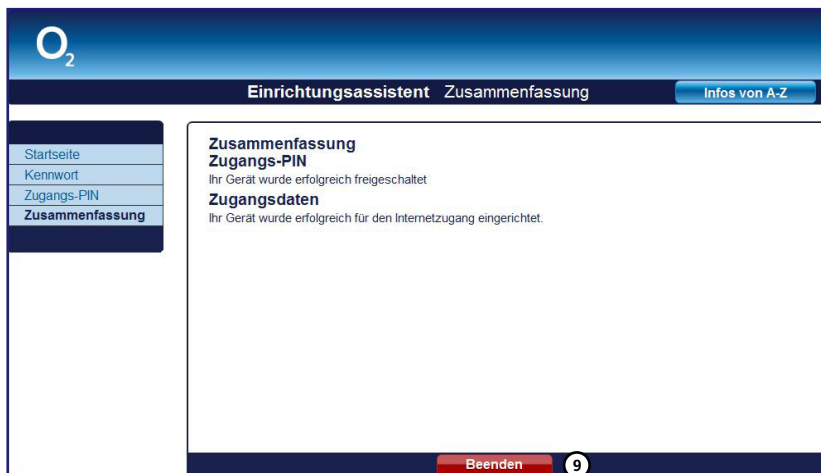 O2
Einrichtungsassistent Zusammenfassung
Infos von A-Z
Startseite
Kennwort
Zugangs-PIN
Zusammenfassung
Zusammenfassung
Zugangs-PIN
Ihr Gerät wurde erfolgreich freigeschaltet
Zugangsdaten
Ihr Gerät wurde erfolgreich für den Internetzugang eingerichtet.
Beenden
9